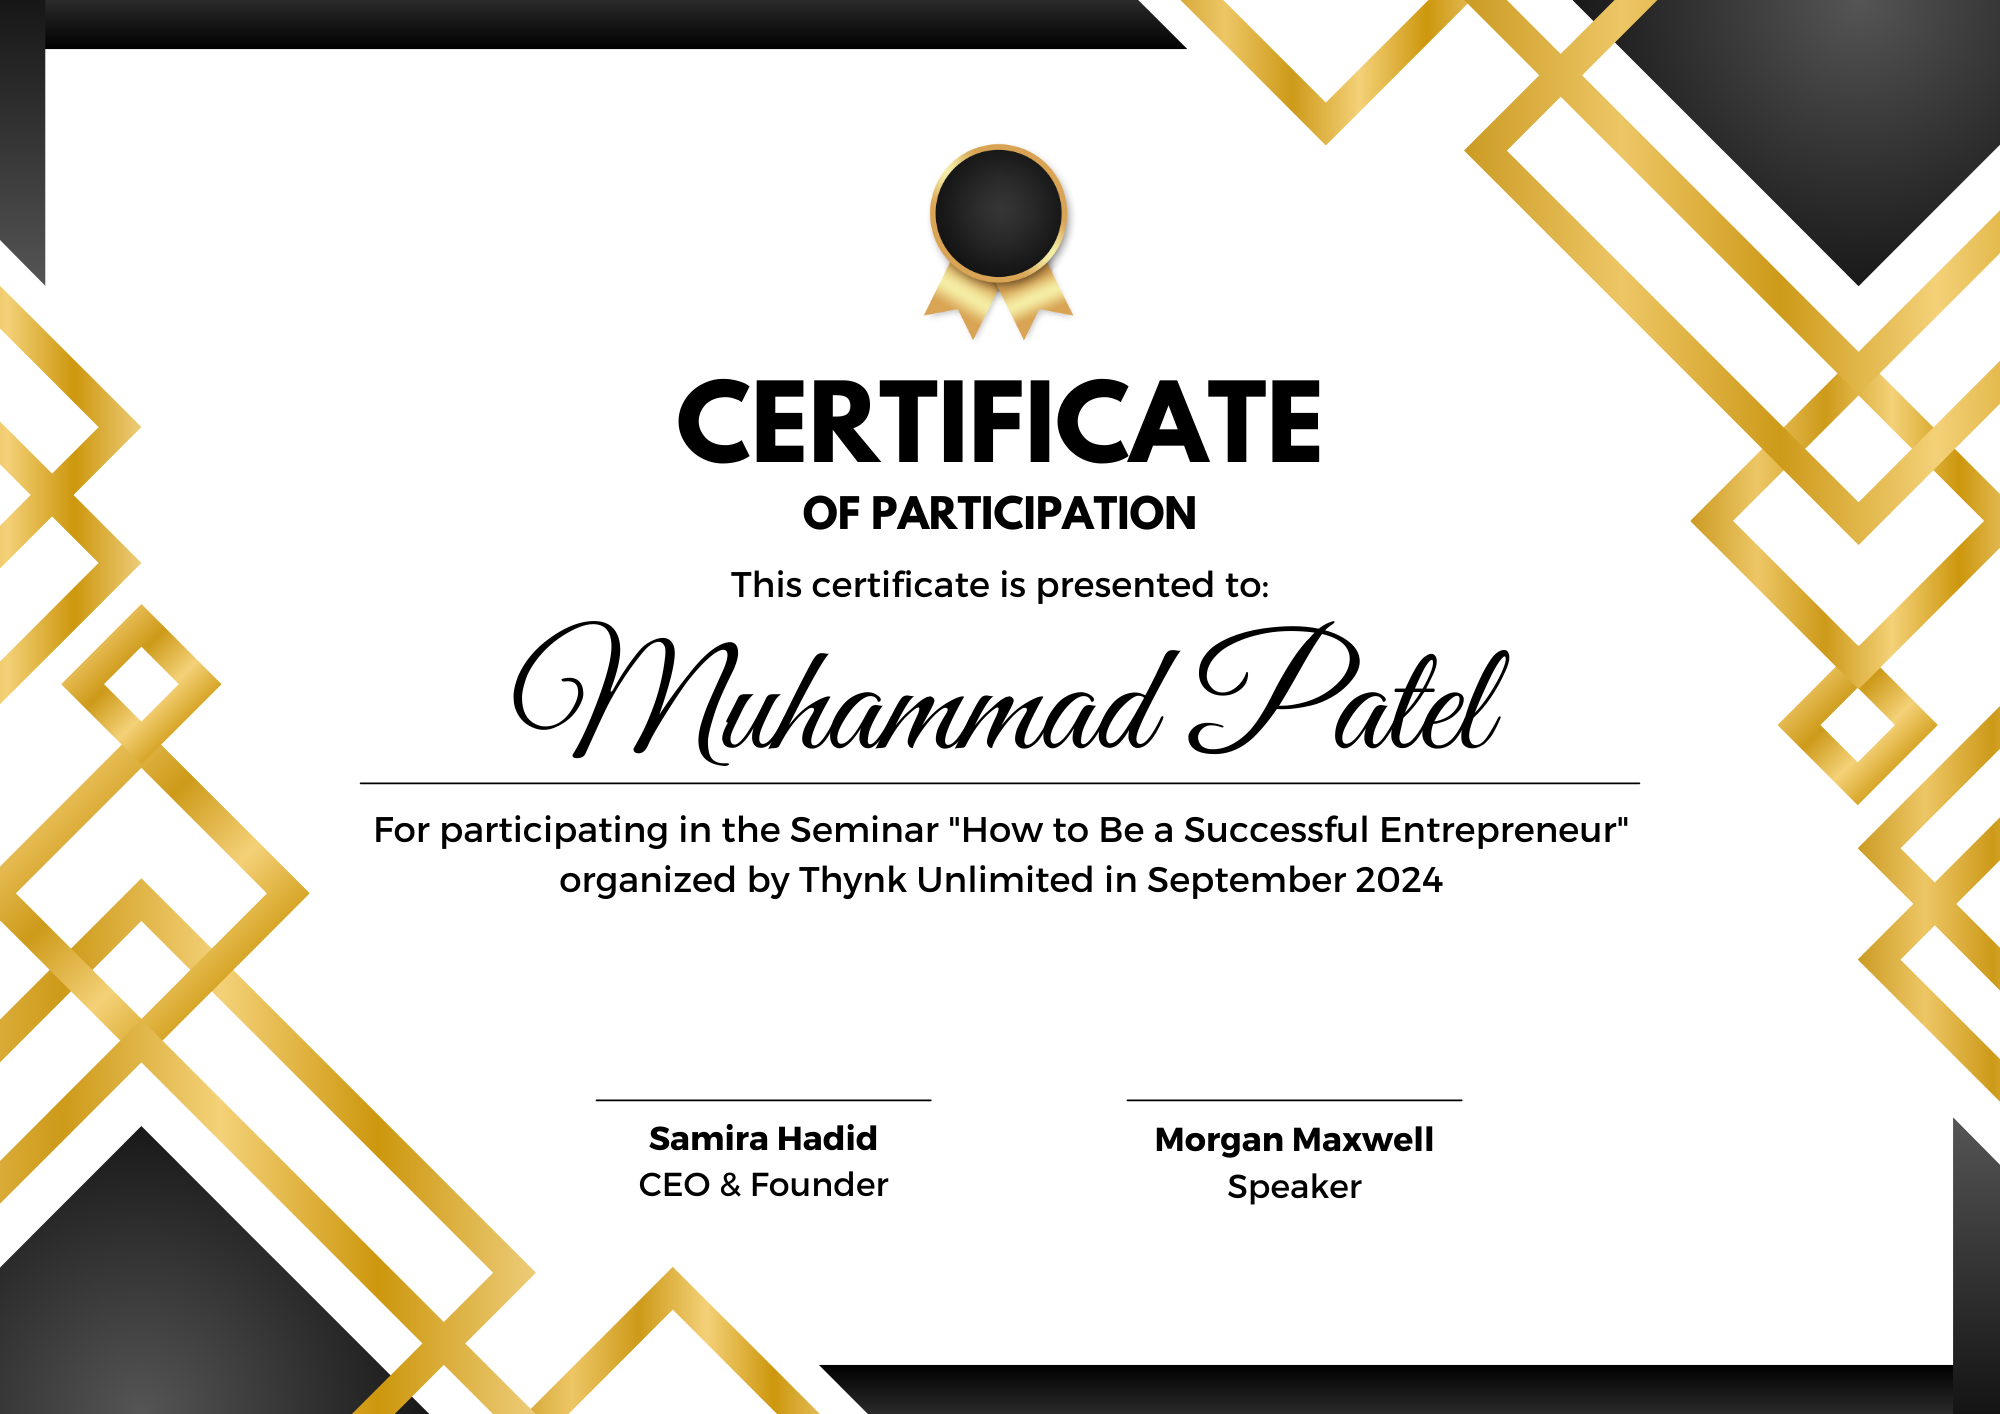 CERTIFICATE
OF PARTICIPATION
This certificate is presented to:
Muhammad Patel
For participating in the Seminar "How to Be a Successful Entrepreneur"
organized by Thynk Unlimited in September 2024
Samira Hadid
CEO & Founder
Morgan Maxwell
Speaker